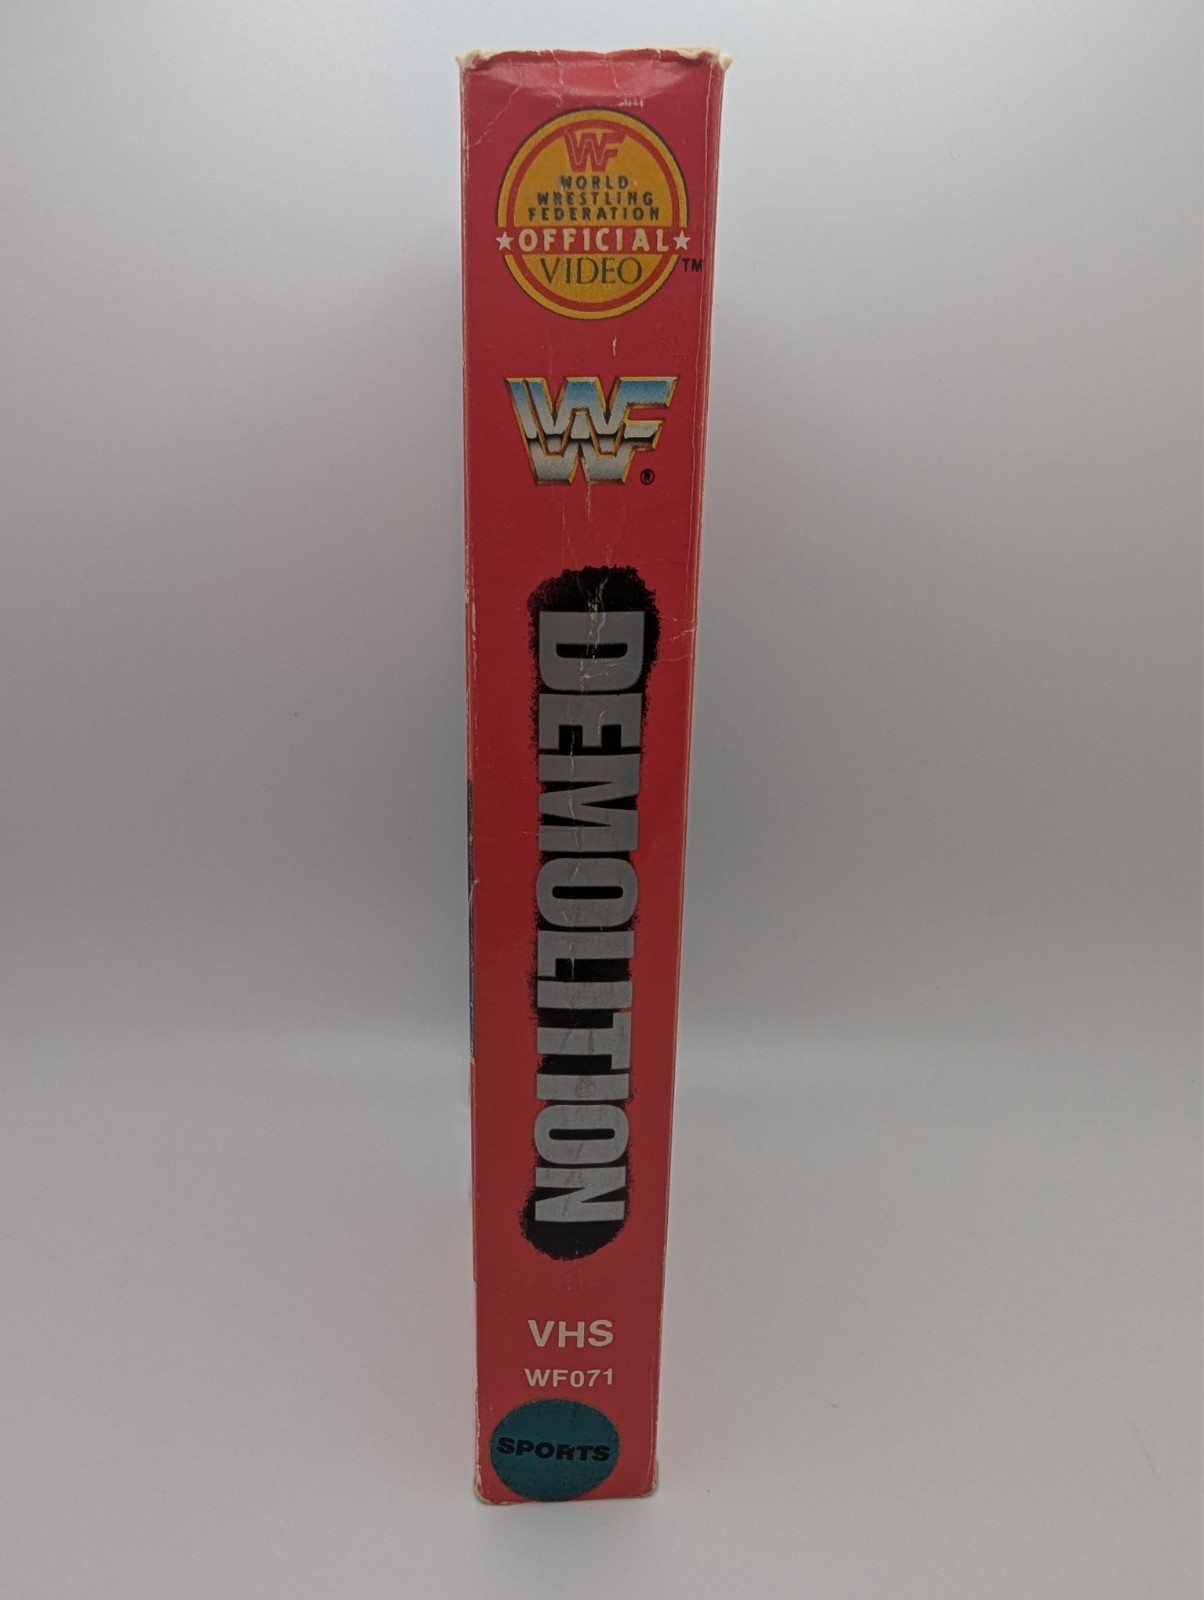 WF
WORLD
WRESTLING
FEDERATION
★OFFICIAL★
VIDEO
TM
WF
®
DEMOLITION
VHS
WF071
SPORTS